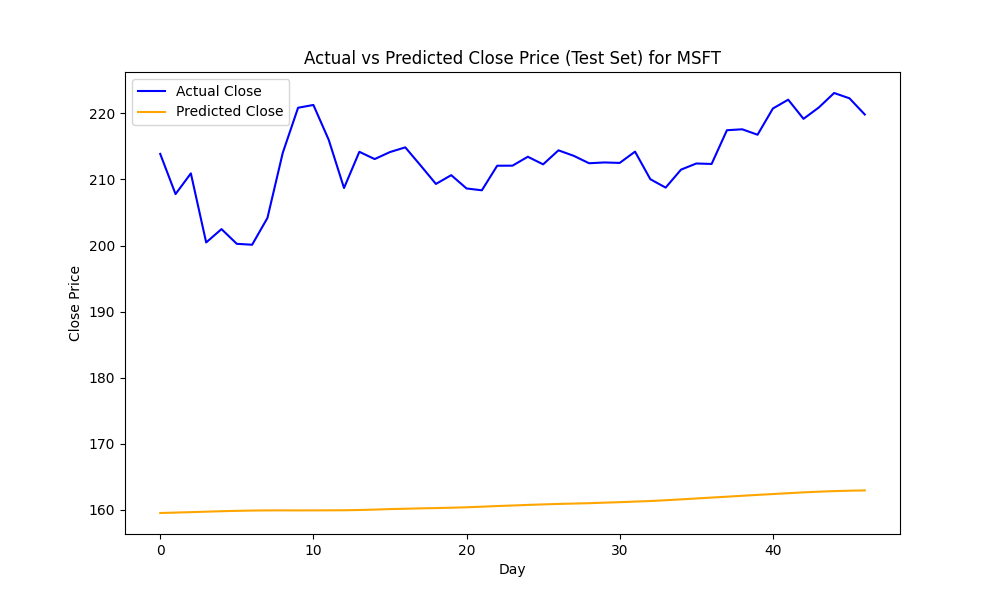 Actual vs Predicted Close Price (Test Set) for MSFT
Actual Close
Predicted Close
220
210
200
190
180
170
160
Close Price
0 10 20 30 40
Day